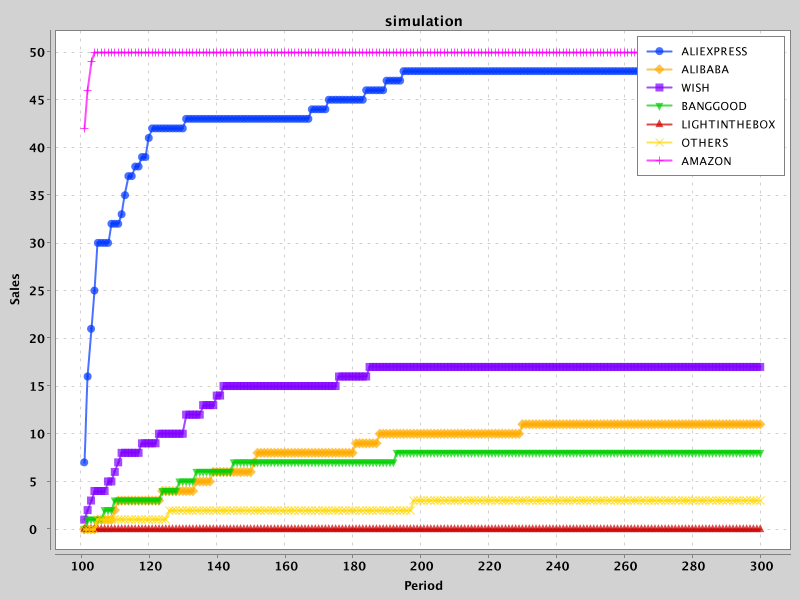 simulation
50
45
40
35
30
25
20
15
10
5
0
Sales
ALIEXPRESS
ALIBABA
WISH
BANGGOOD
LIGHTINTHEBOX
OTHERS
AMAZON
100 120 140 160 180 200 220 240 260 280 300
Period